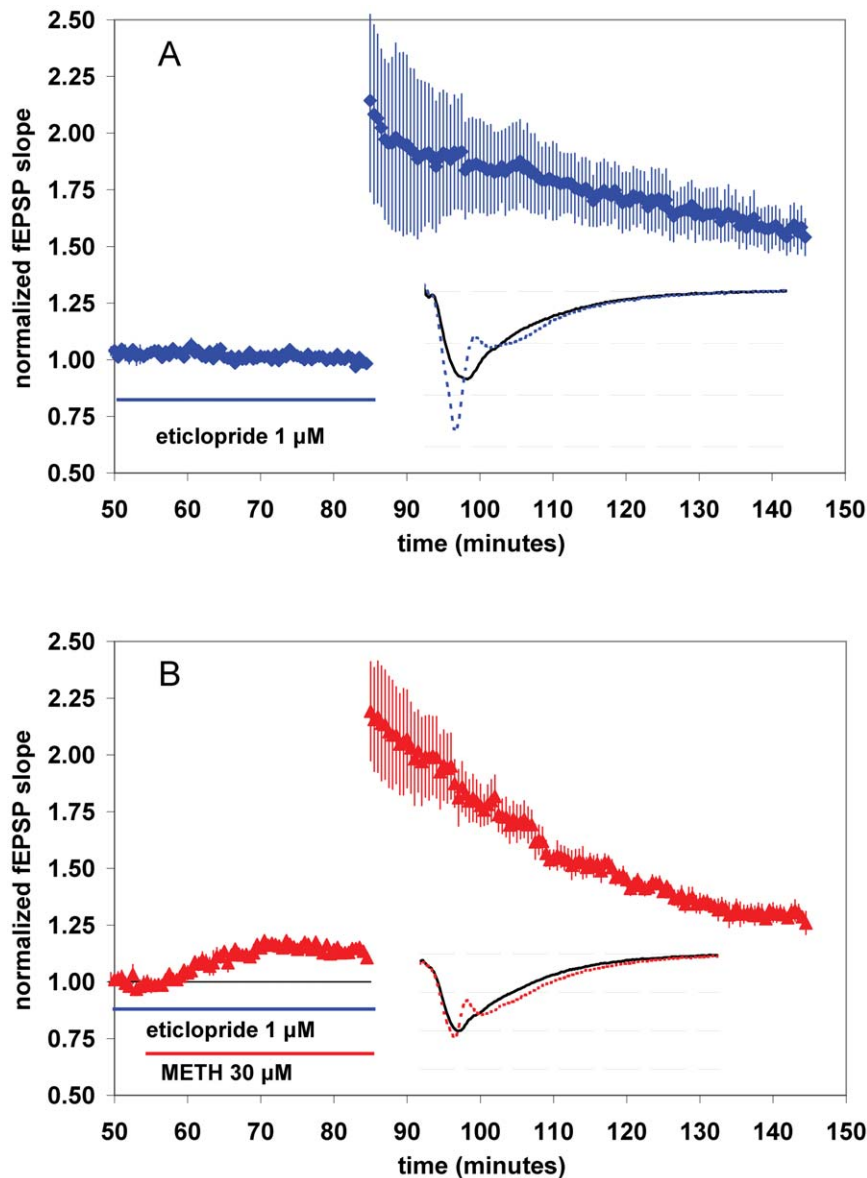 A
2.50
2.25
2.00
1.75
1.50
1.25
1.00
0.75
0.50
normalized fEPSP slope
eticlopride 1 µM
50 60 70 80 90 100 110 120 130 140 150
time (minutes)
B
2.50
2.25
2.00
1.75
1.50
1.25
1.00
0.75
0.50
normalized fEPSP slope
eticlopride 1 µM
METH 30 µM
50 60 70 80 90 100 110 120 130 140 150
time (minutes)